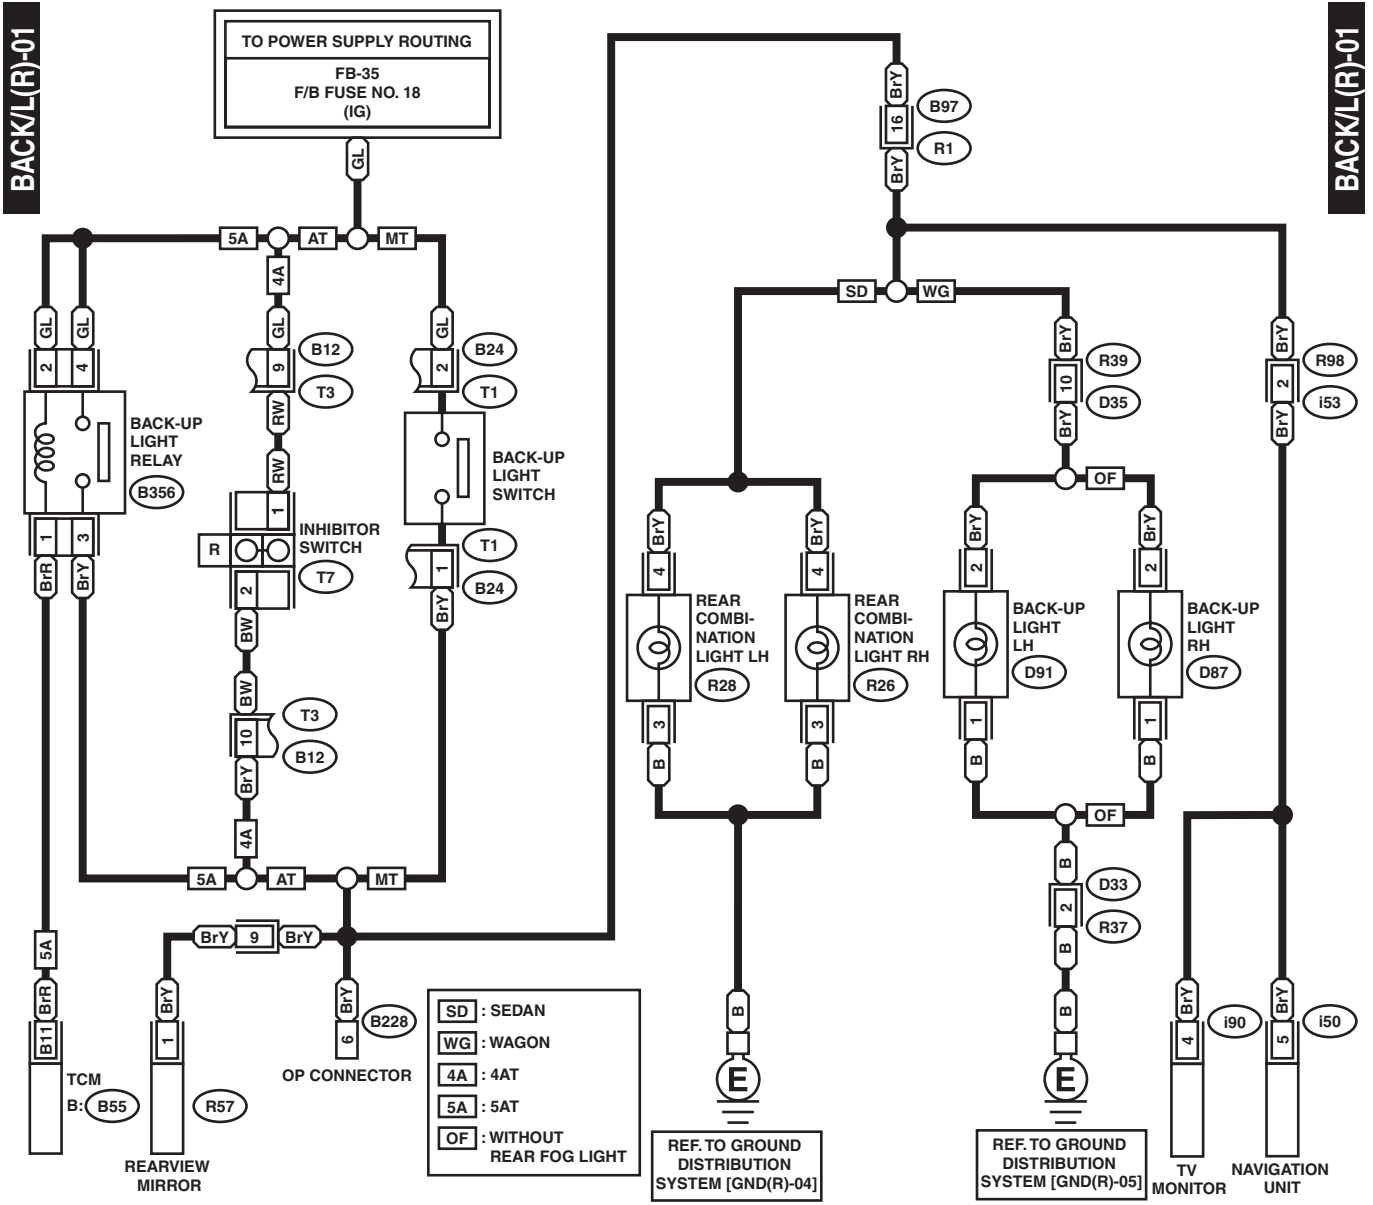 BACK/L(R)-01
BACK/L(R)-01
TO POWER SUPPLY ROUTING
FB-35
F/B FUSE NO. 18
(IG)
GL
5A
AT
MT
4A
GL
GL
GL
GL
2
4
9
B12
T3
2
B24
T1
BACK-UP
LIGHT
RELAY
B356
RW
RW
1
R
INHIBITOR
SWITCH
T7
2
BACK-UP
LIGHT
SWITCH
T1
B24
1
BrY
1
3
BrR
BrY
BW
BW
T3
B12
10
BrY
4A
5A
AT
MT
BrY
9
BrY
5A
BrR
B11
TCM
B:
B55
BrY
1
R57
REARVIEW
MIRROR
BrY
6
B228
OP CONNECTOR
SD : SEDAN
WG : WAGON
4A : 4AT
5A : 5AT
OF : WITHOUT
REAR FOG LIGHT
BrY
16
B97
R1
BrY
SD
WG
BrY
10
R39
D35
BrY
BrY
2
R98
i53
BrY
OF
BrY
BrY
BrY
BrY
4
4
2
2
REAR
COMBI-
NATION
LIGHT LH
R28
REAR
COMBI-
NATION
LIGHT RH
R26
BACK-UP
LIGHT
LH
D91
BACK-UP
LIGHT
RH
D87
3
3
1
1
B
B
B
B
OF
B
2
D33
R37
B
B
B
E
E
REF. TO GROUND
DISTRIBUTION
SYSTEM [GND(R)-04]
REF. TO GROUND
DISTRIBUTION
SYSTEM [GND(R)-05]
BrY
4
i90
BrY
5
i50
TV
MONITOR
NAVIGATION
UNIT